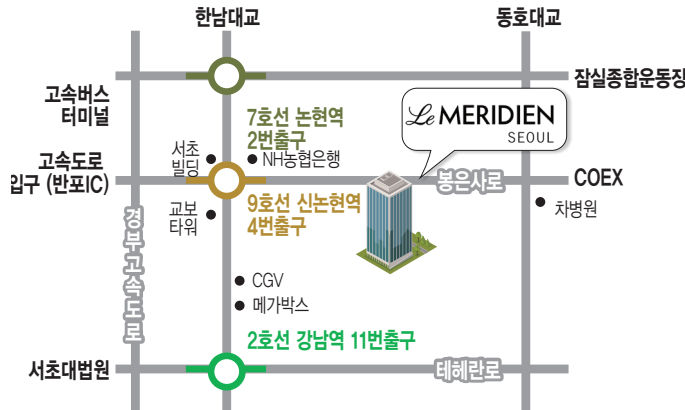 한남대교
동호대교
고속버스
터미널
잠실종합운동장
7호선 논현역
2번출구
Le MERIDIEN
SEOUL
서초
빌딩
NH농협은행
고속도로
입구 (반포IC)
봉은사로
COEX
교보
타워
9호선 신논현역
4번출구
차병원
경부고속도로
CGV
메가박스
2호선 강남역 11번출구
서초대법원
테헤란로